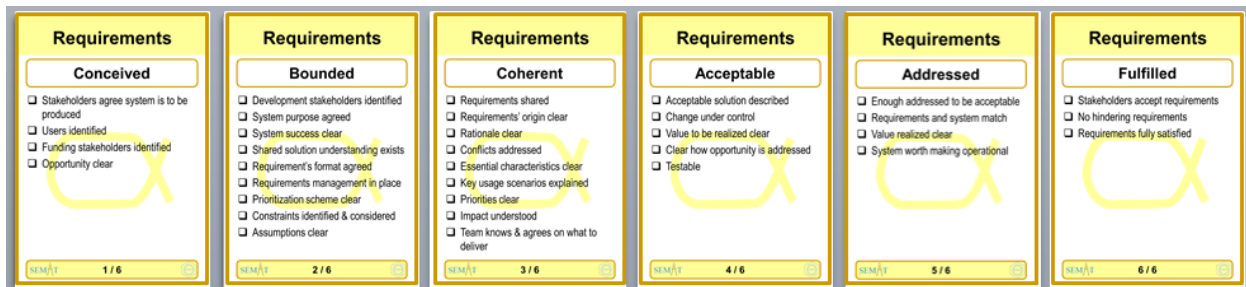 Requirements
Conceived
❑ Stakeholders agree system is to be
produced
❑ Users identified
❑ Funding stakeholders identified
❑ Opportunity clear
SEMAT
1 / 6
Requirements
Bounded
❑ Development stakeholders identified
❑ System purpose agreed
❑ System success clear
❑ Shared solution understanding exists
❑ Requirement's format agreed
❑ Requirements management in place
❑ Prioritization scheme clear
❑ Constraints identified & considered
❑ Assumptions clear
SEMAT
2 / 6
Requirements
Coherent
❑ Requirements shared
❑ Requirements' origin clear
❑ Rationale clear
❑ Conflicts addressed
❑ Essential characteristics clear
❑ Key usage scenarios explained
❑ Priorities clear
❑ Impact understood
❑ Team knows & agrees on what to
deliver
SEMAT
3 / 6
Requirements
Acceptable
❑ Acceptable solution described
❑ Change under control
❑ Value to be realized clear
❑ Clear how opportunity is addressed
❑ Testable
SEMAT
4 / 6
Requirements
Addressed
❑ Enough addressed to be acceptable
❑ Requirements and system match
❑ Value realized clear
❑ System worth making operational
SEMAT
5 / 6
Requirements
Fulfilled
❑ Stakeholders accept requirements
❑ No hindering requirements
❑ Requirements fully satisfied
SEMAT
6 / 6